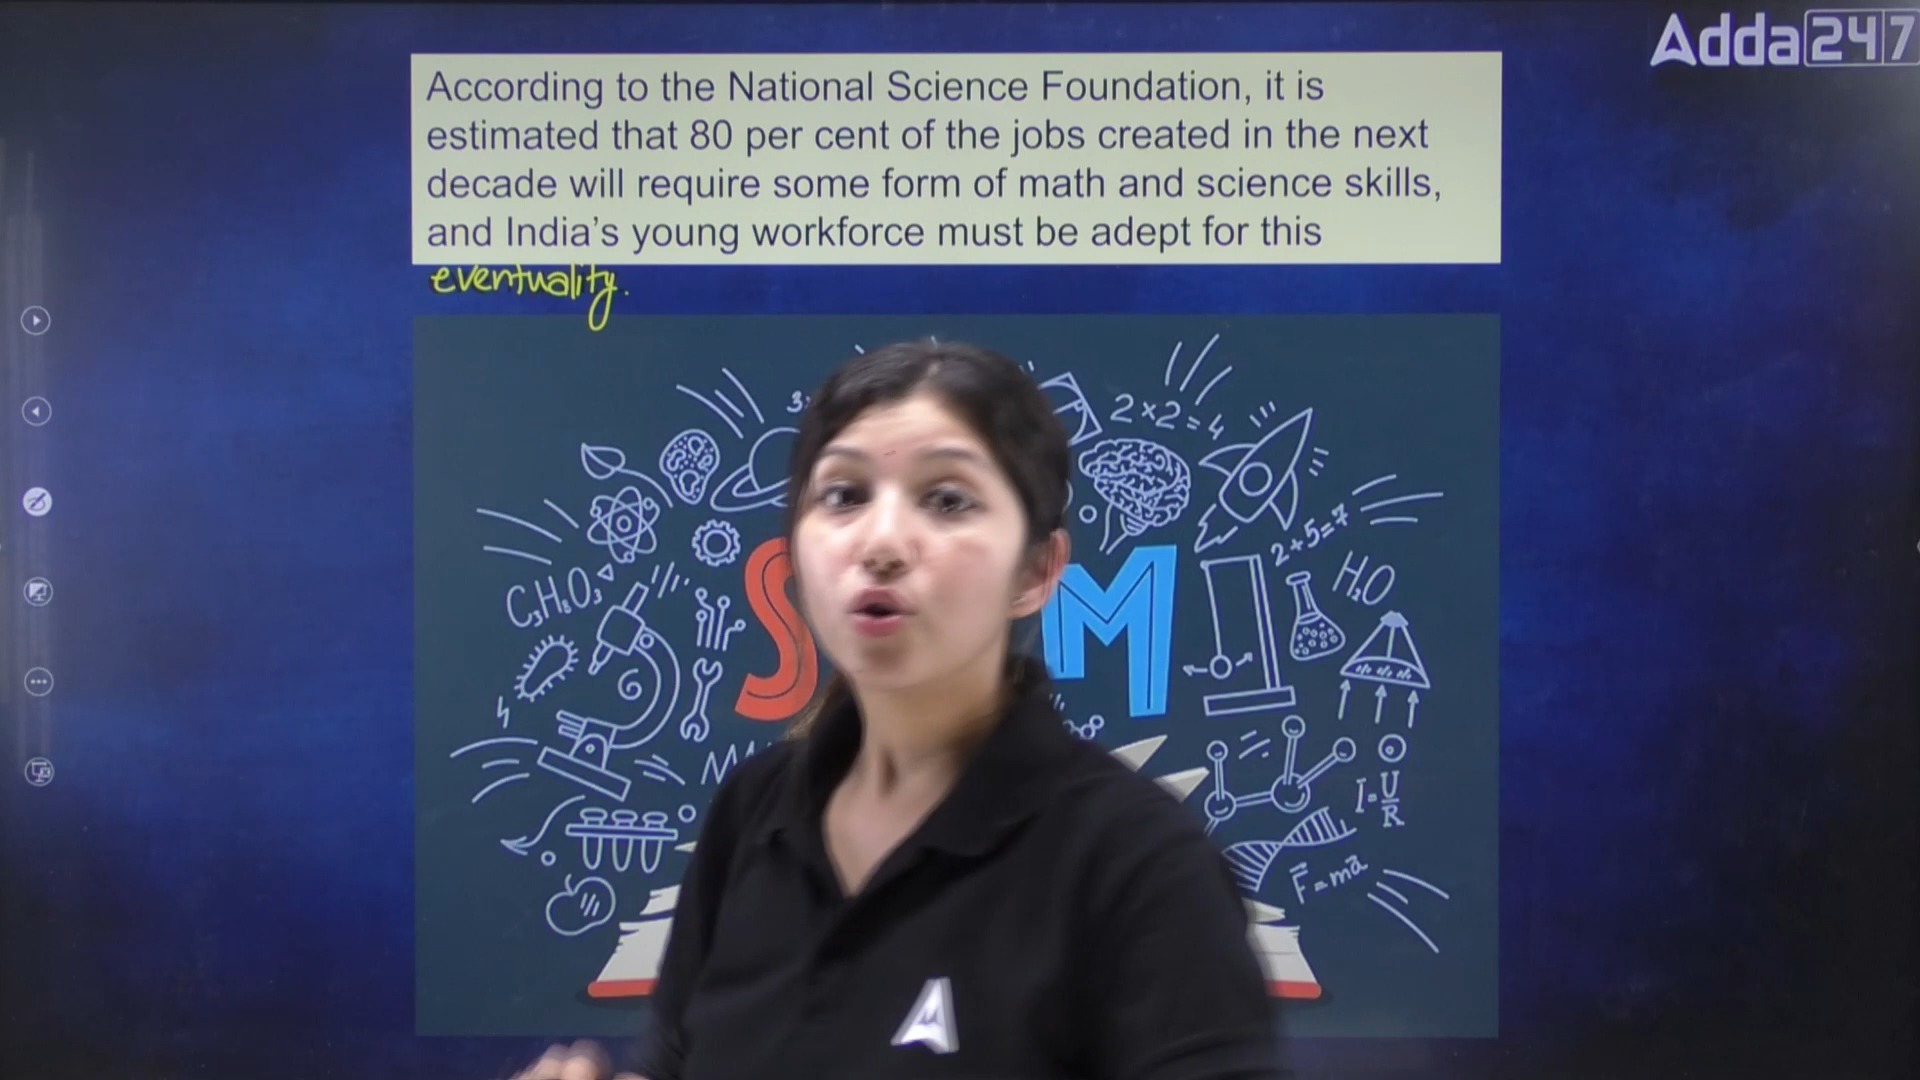 Adda247
According to the National Science Foundation, it is
estimated that 80 per cent of the jobs created in the next
decade will require some form of math and science skills,
and India's young workforce must be adept for this
eventuality.
2×2=4
2+5=7
H₂O
C₃H₈O₃
S M
I=U/R
F=ma
A